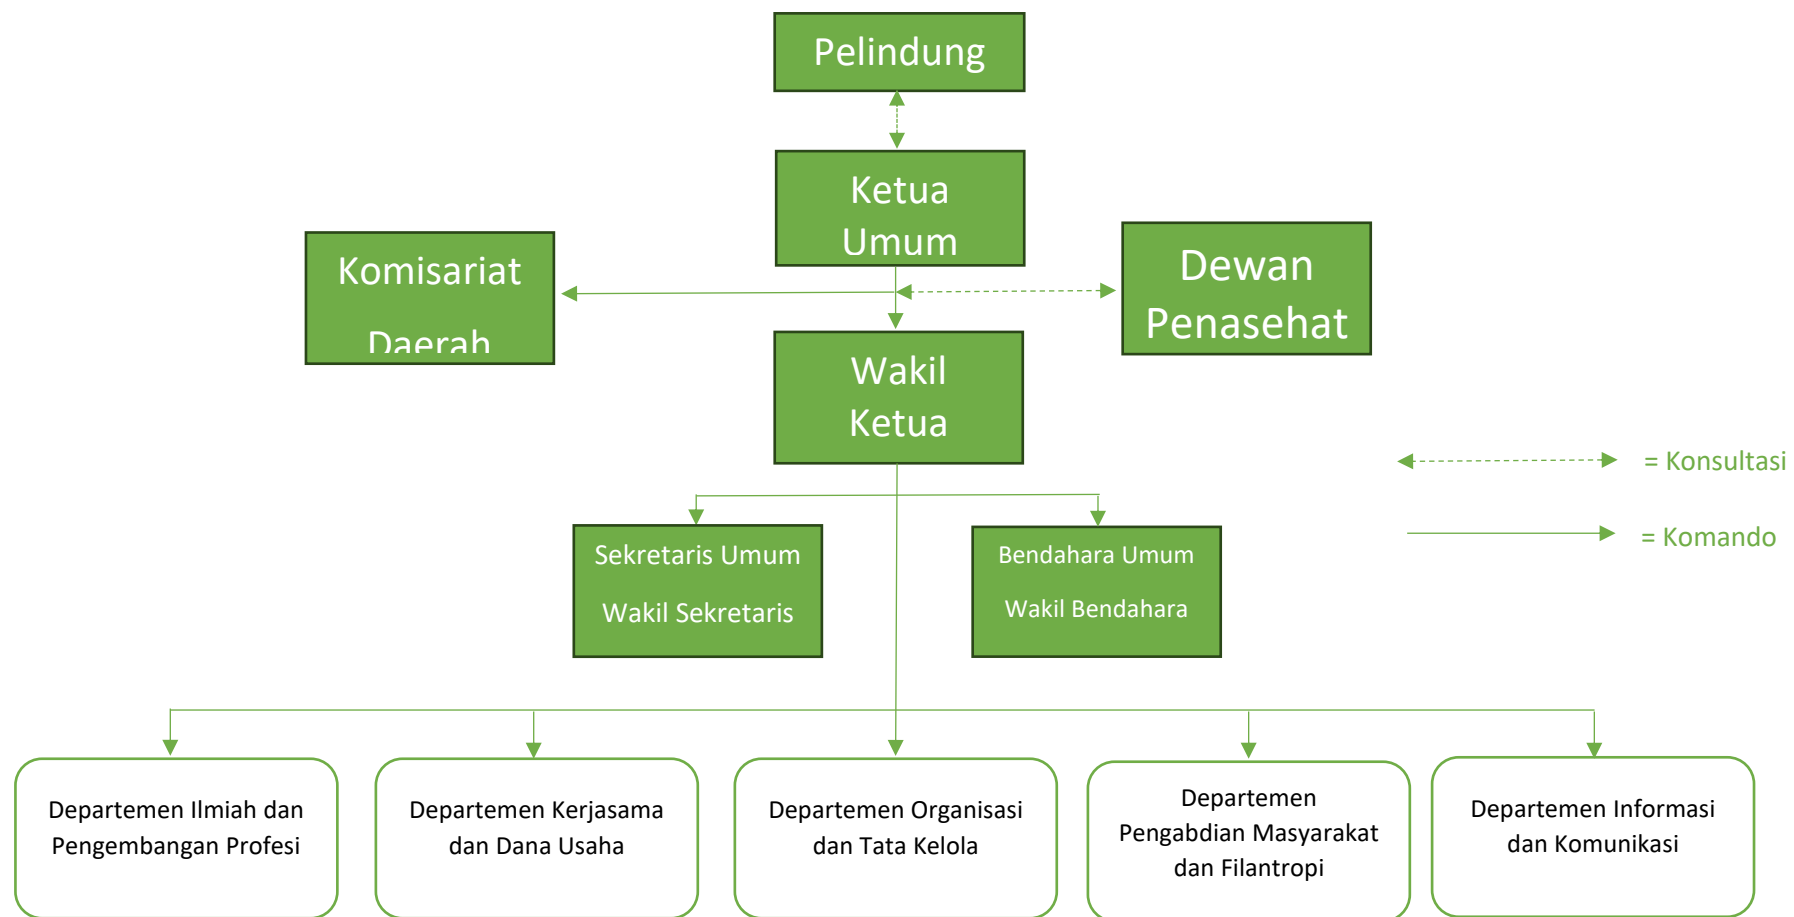 Pelindung
Ketua
Umum
Komisariat
Daerah
Dewan
Penasehat
Wakil
Ketua
= Konsultasi
= Komando
Sekretaris Umum
Wakil Sekretaris
Bendahara Umum
Wakil Bendahara
Departemen Ilmiah dan
Pengembangan Profesi
Departemen Kerjasama
dan Dana Usaha
Departemen Organisasi
dan Tata Kelola
Departemen
Pengabdian Masyarakat
dan Filantropi
Departemen Informasi
dan Komunikasi